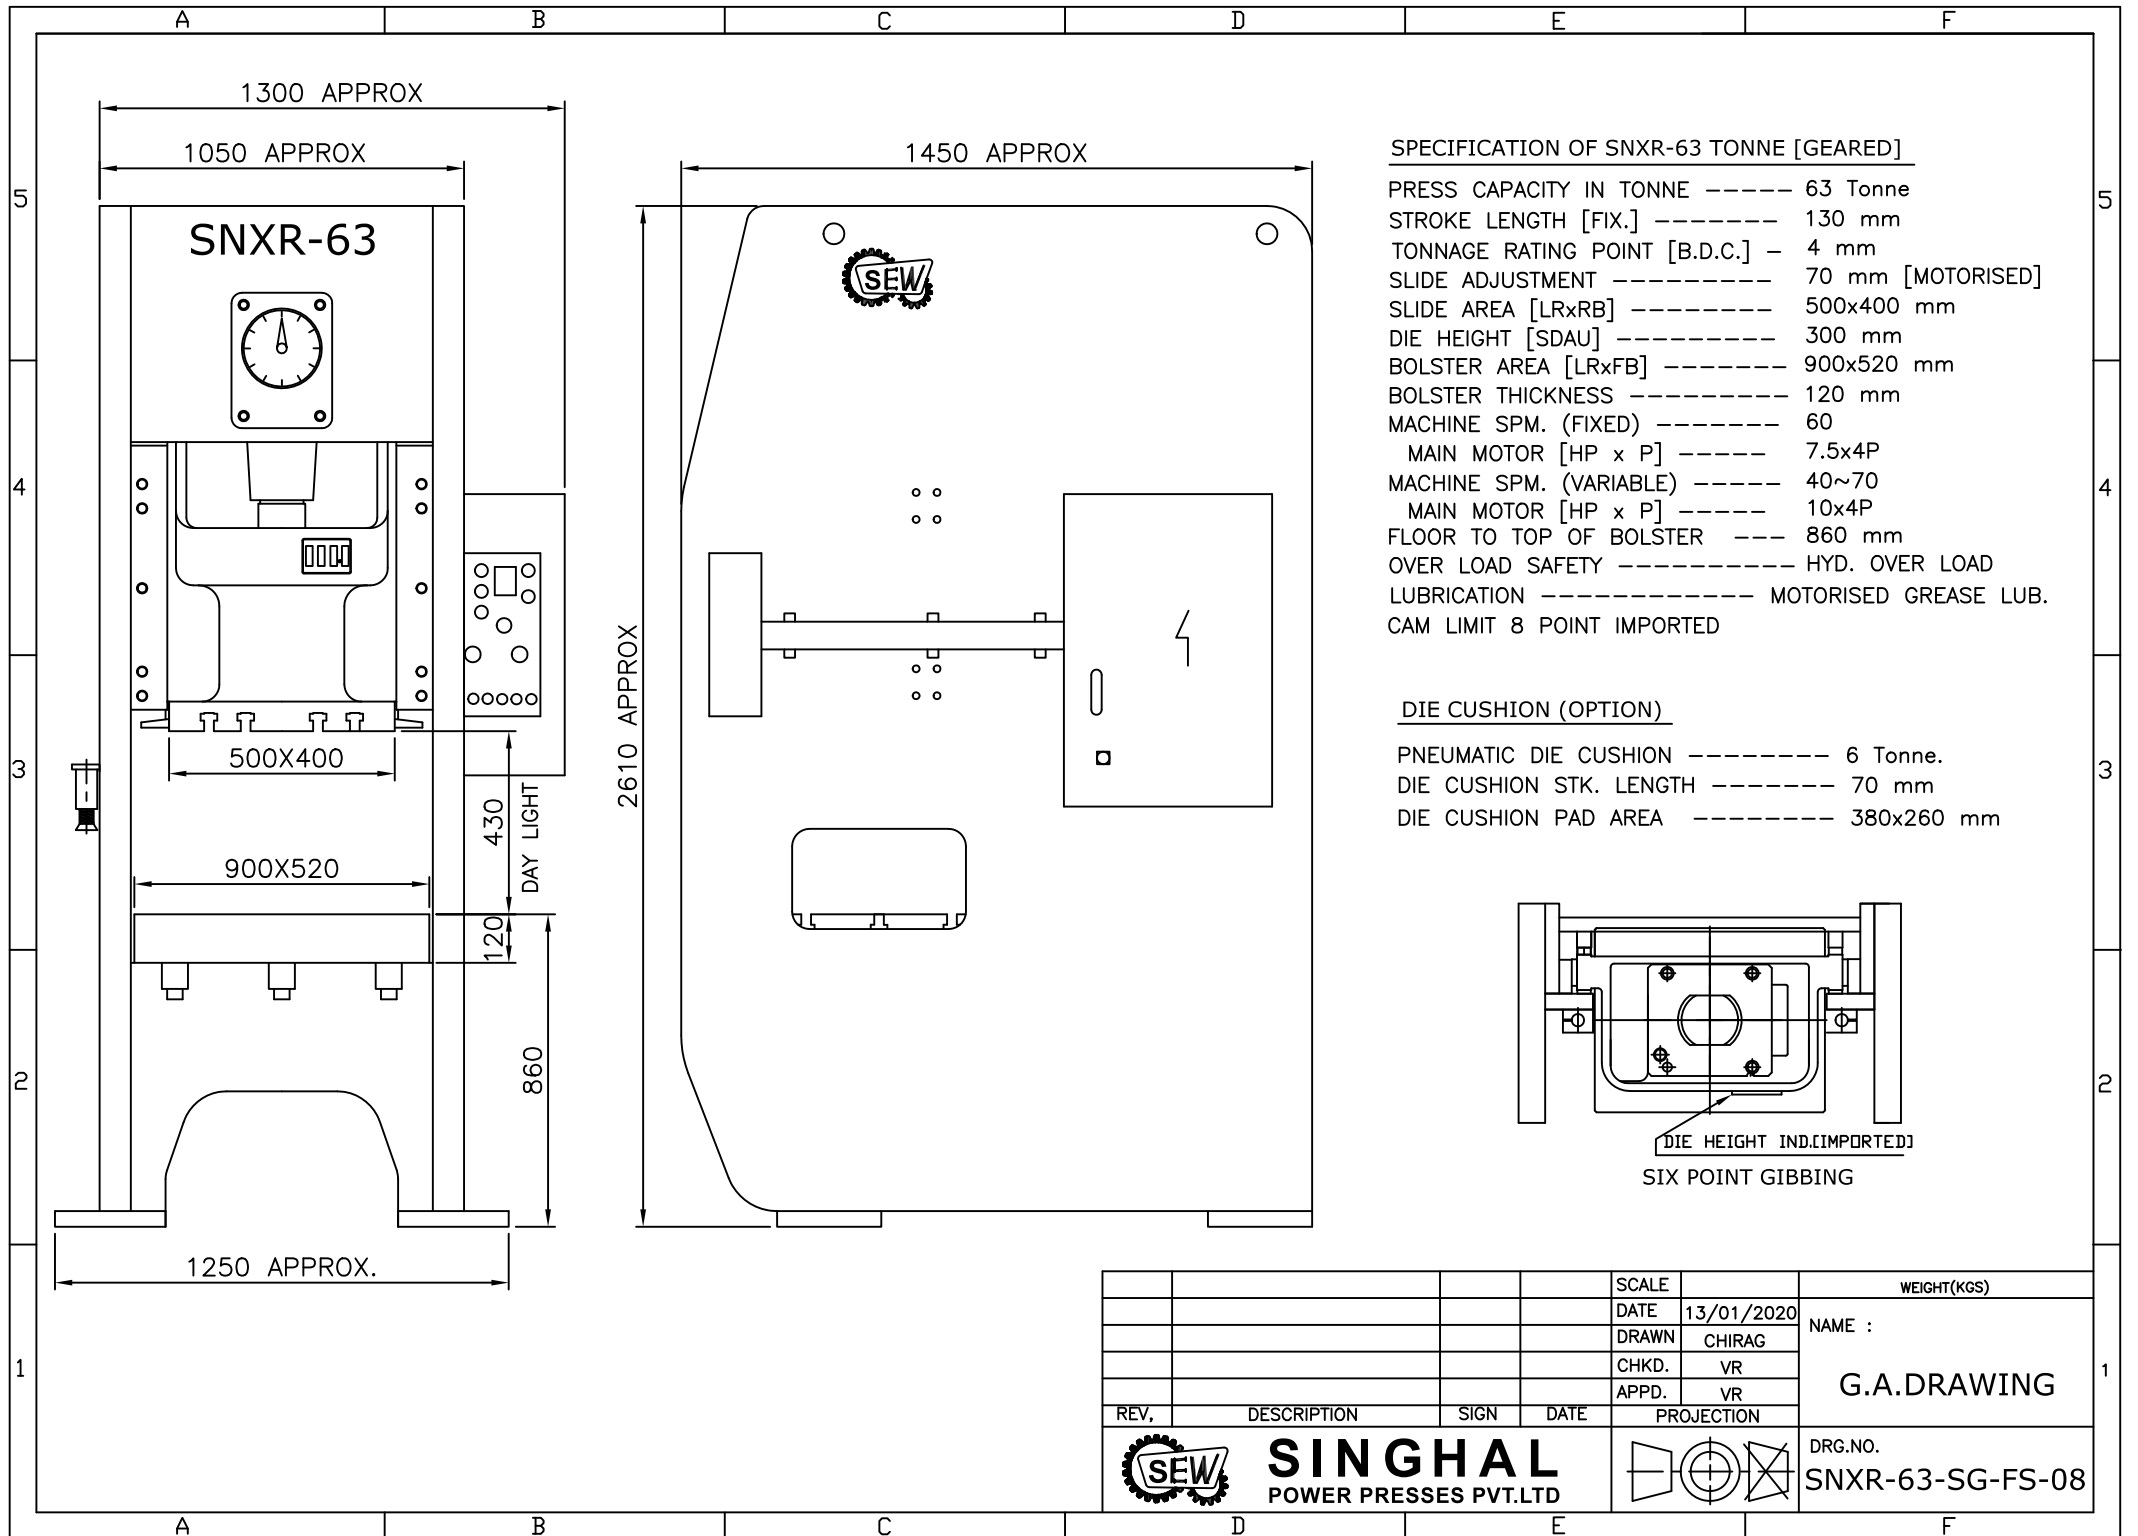 A B C D E F
1300 APPROX
1050 APPROX
1450 APPROX
SNXR-63
SEW
5
5
4
4
3
3
2
2
1
1
SPECIFICATION OF SNXR-63 TONNE [GEARED]
PRESS CAPACITY IN TONNE ----- 63 Tonne
STROKE LENGTH [FIX.] ------- 130 mm
TONNAGE RATING POINT [B.D.C.] - 4 mm
SLIDE ADJUSTMENT --------- 70 mm [MOTORISED]
SLIDE AREA [LRxRB] -------- 500x400 mm
DIE HEIGHT [SDAU] --------- 300 mm
BOLSTER AREA [LRxFB] ------- 900x520 mm
BOLSTER THICKNESS --------- 120 mm
MACHINE SPM. (FIXED) ------- 60
MAIN MOTOR [HP x P] ----- 7.5x4P
MACHINE SPM. (VARIABLE) ----- 40~70
MAIN MOTOR [HP x P] ----- 10x4P
FLOOR TO TOP OF BOLSTER --- 860 mm
OVER LOAD SAFETY ---------- HYD. OVER LOAD
LUBRICATION ------------ MOTORISED GREASE LUB.
CAM LIMIT 8 POINT IMPORTED
DIE CUSHION (OPTION)
PNEUMATIC DIE CUSHION -------- 6 Tonne.
DIE CUSHION STK. LENGTH ------- 70 mm
DIE CUSHION PAD AREA -------- 380x260 mm
2610 APPROX
500X400
430
DAY LIGHT
900X520
120
860
1250 APPROX.
DIE HEIGHT IND.[IMPORTED]
SIX POINT GIBBING
SCALE
WEIGHT(KGS)
DATE 13/01/2020
NAME :
DRAWN CHIRAG
CHKD. VR
G.A.DRAWING
APPD. VR
REV, DESCRIPTION SIGN DATE PROJECTION
SEW
SINGHAL
POWER PRESSES PVT.LTD
DRG.NO.
SNXR-63-SG-FS-08
A B C D E F